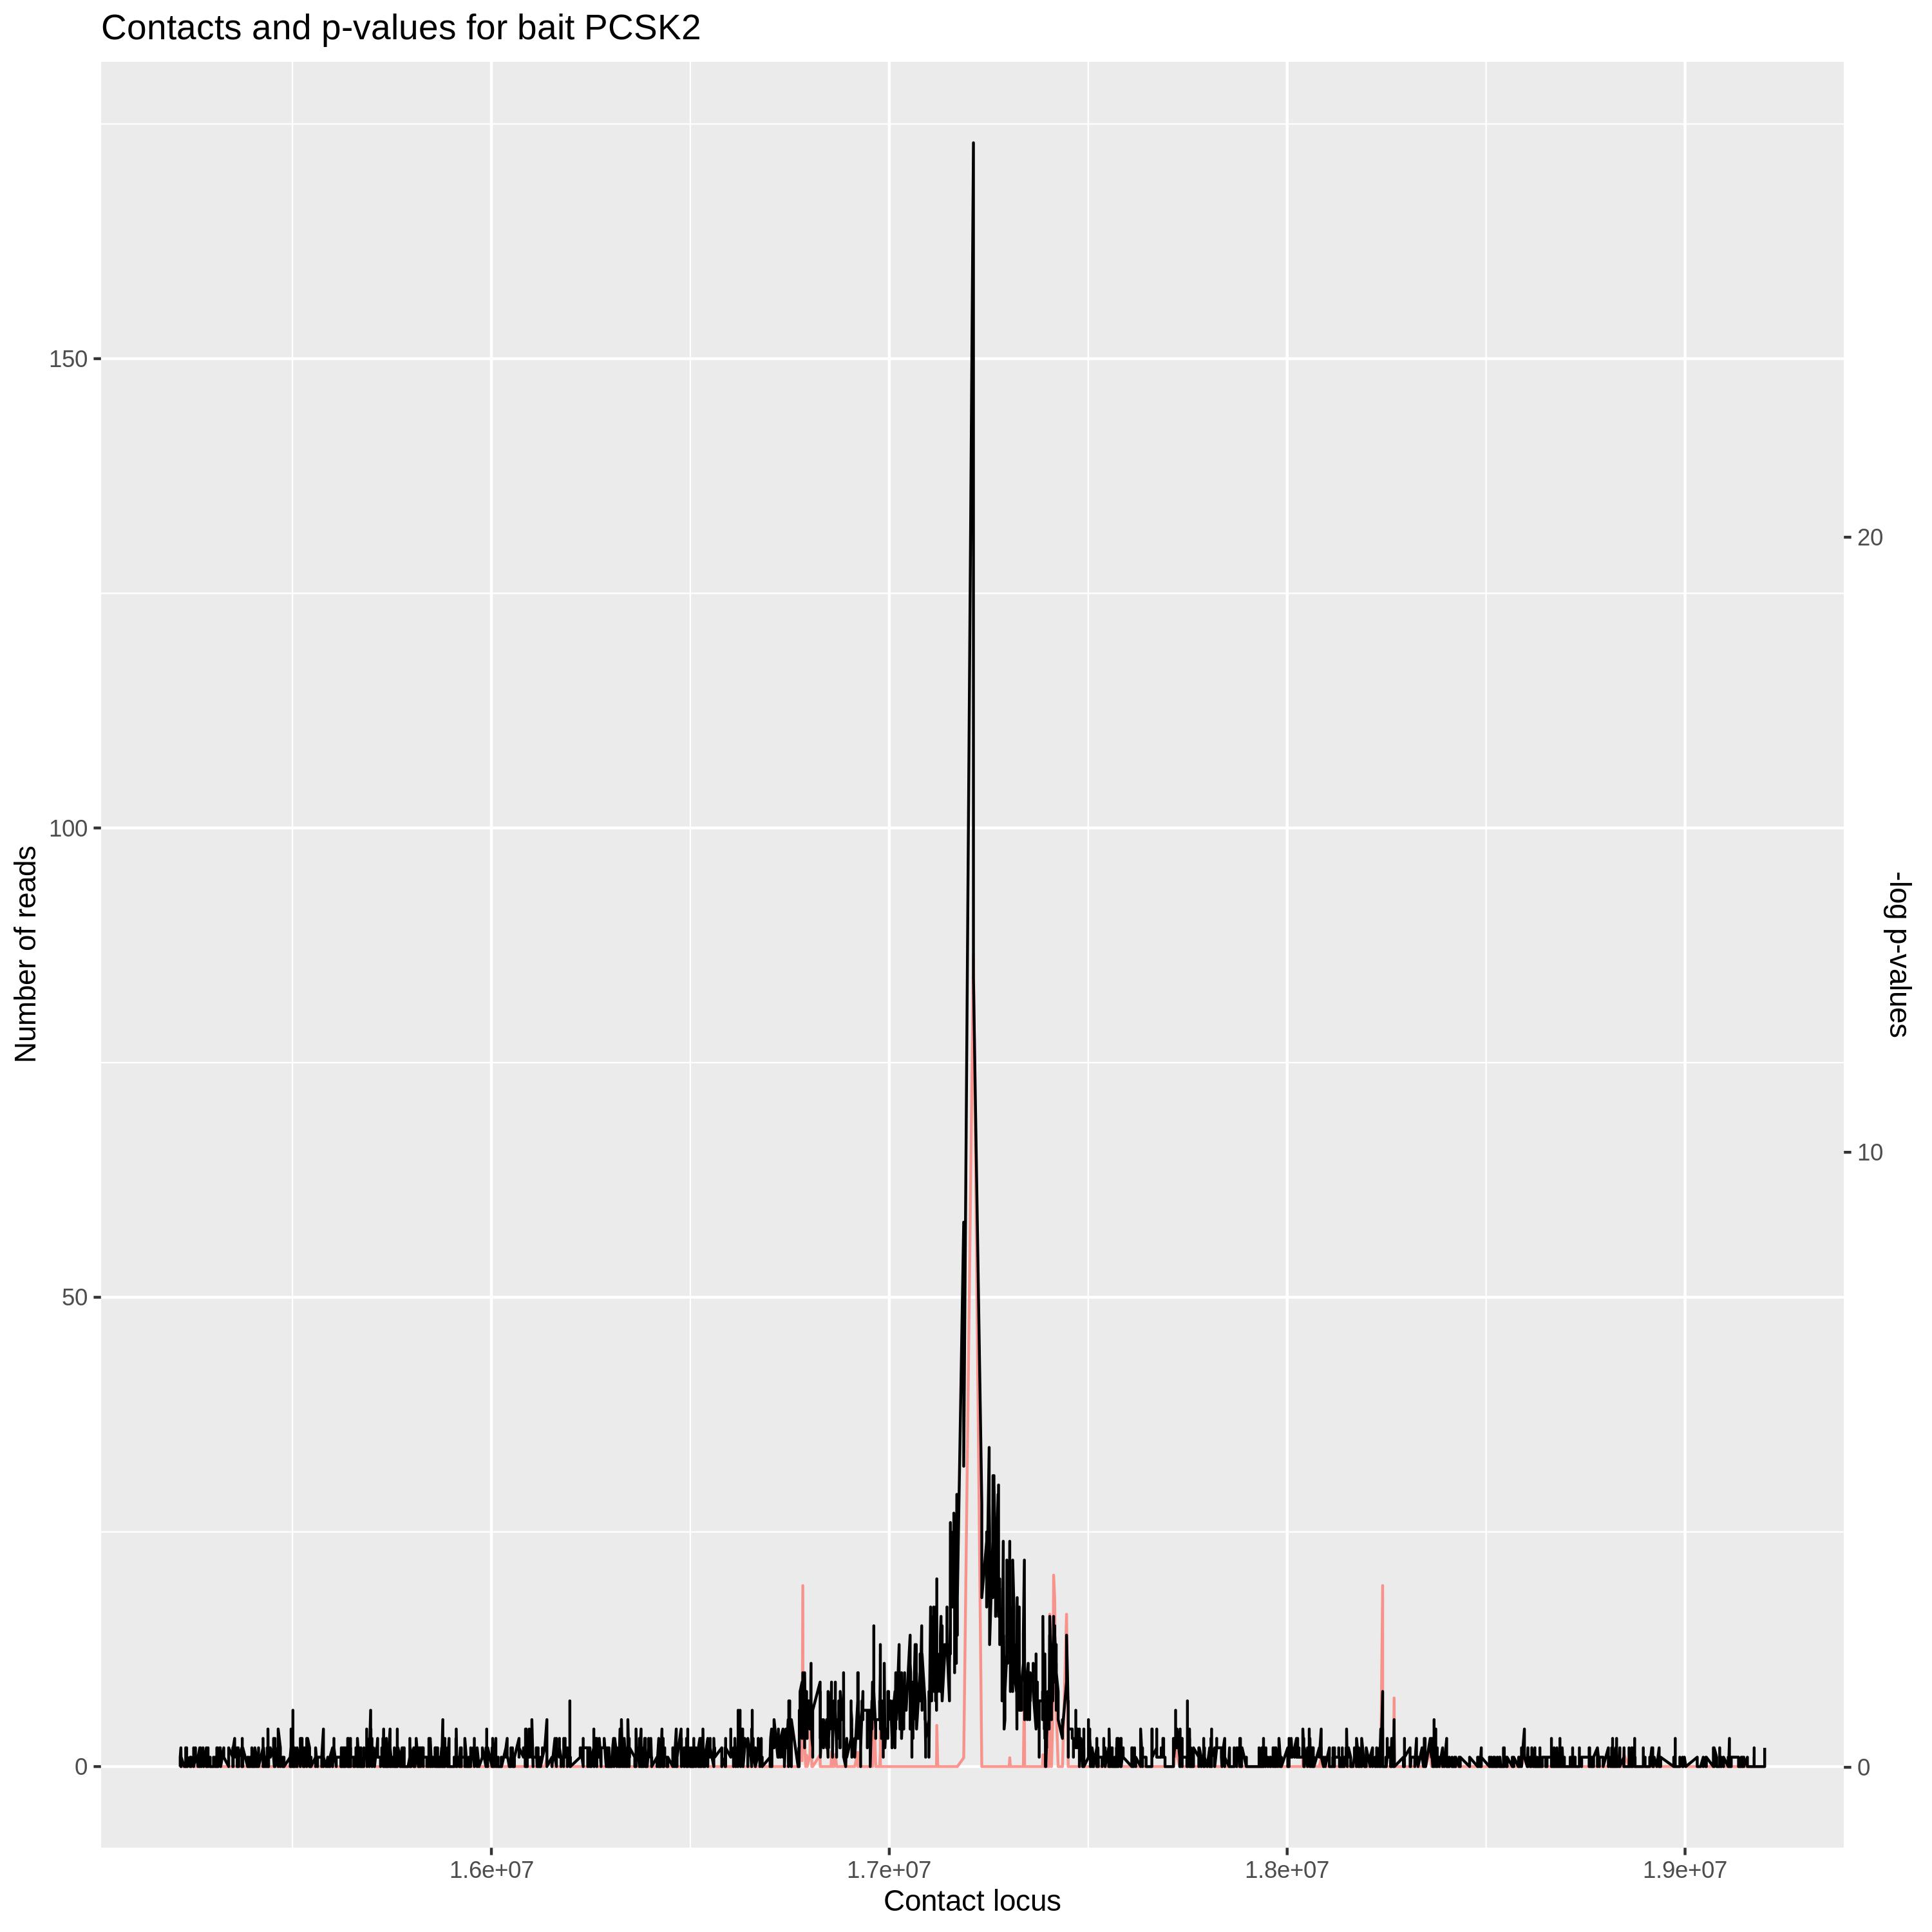 Contacts and p-values for bait PCSK2
150
100
50
0
Number of reads
20
10
0
-log p-values
1.6e+07
1.7e+07
1.8e+07
1.9e+07
Contact locus